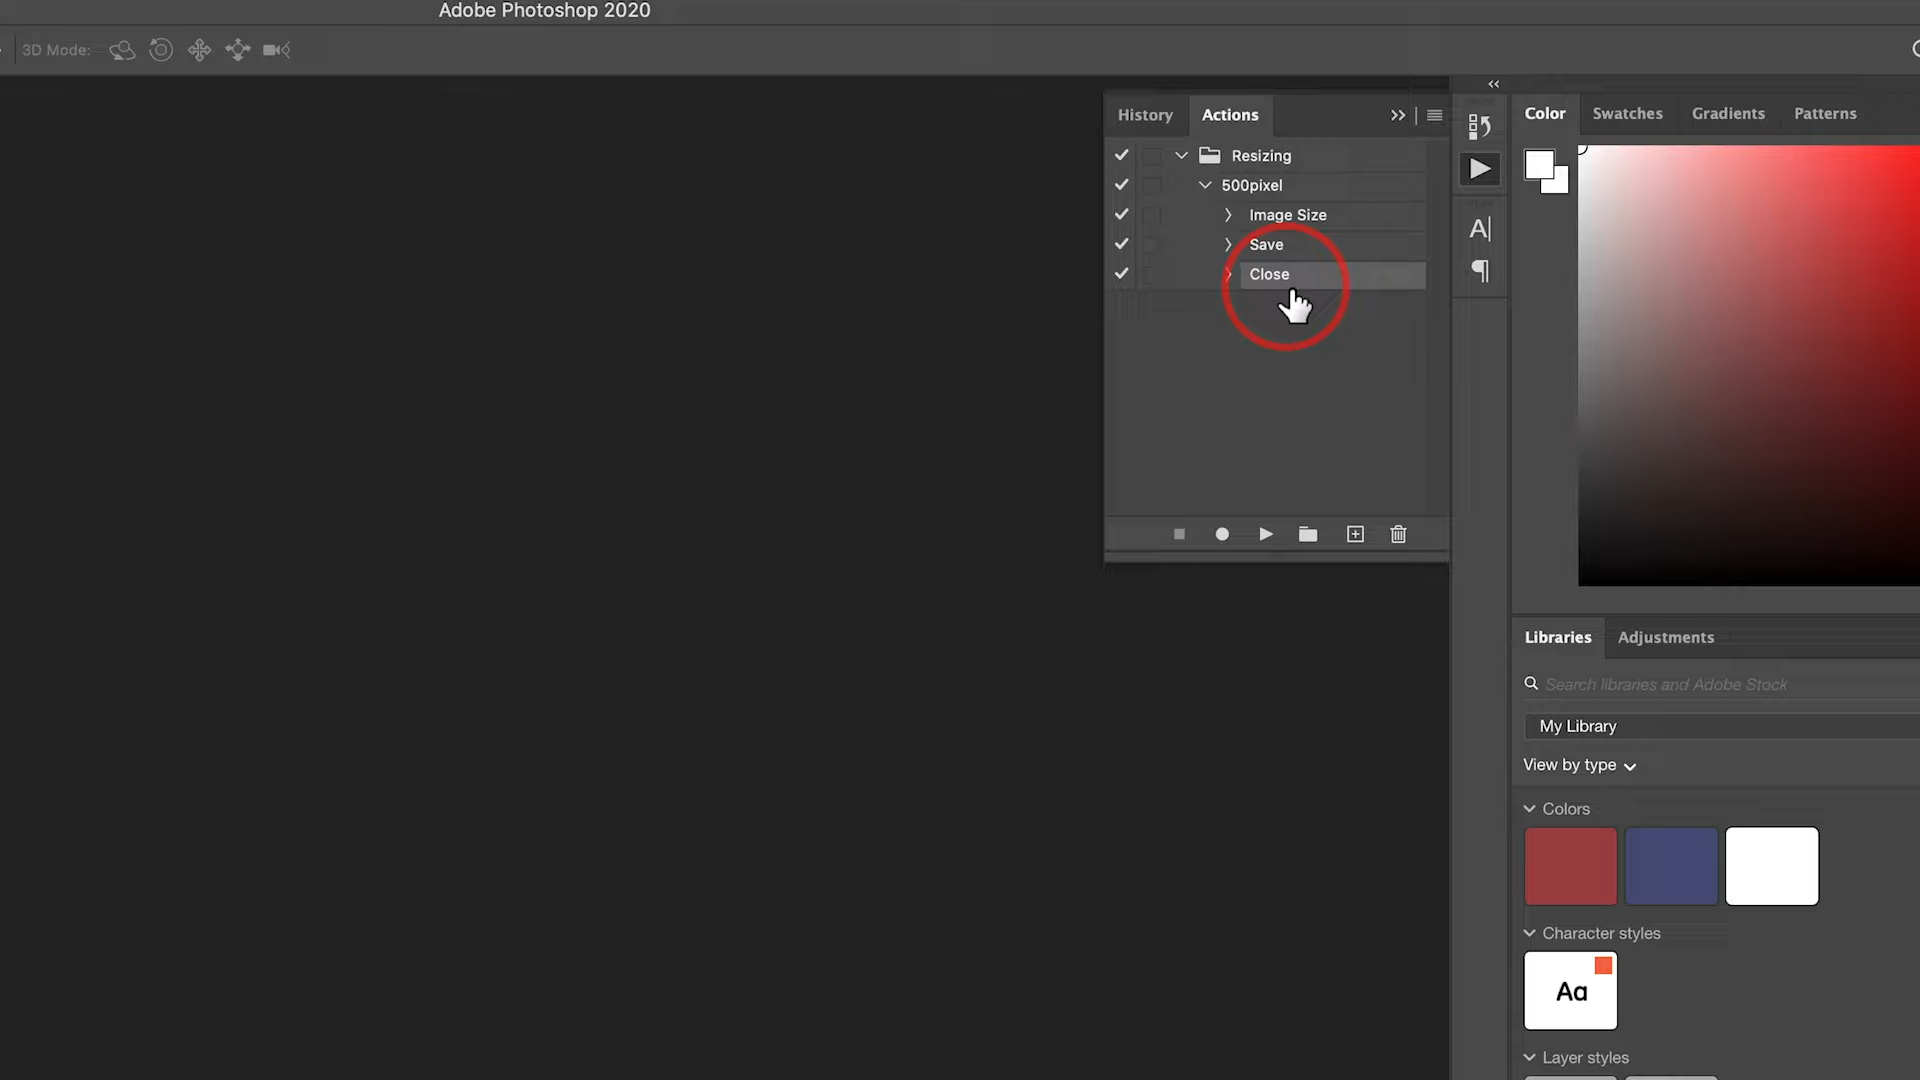 Adobe Photoshop 2020
3D Mode:
History Actions
Color Swatches Gradients Patterns
Resizing
500pixel
Image Size
Save
Close
Libraries Adjustments
Search libraries and Adobe Stock
My Library
View by type
Colors
Character styles
Aa
Layer styles